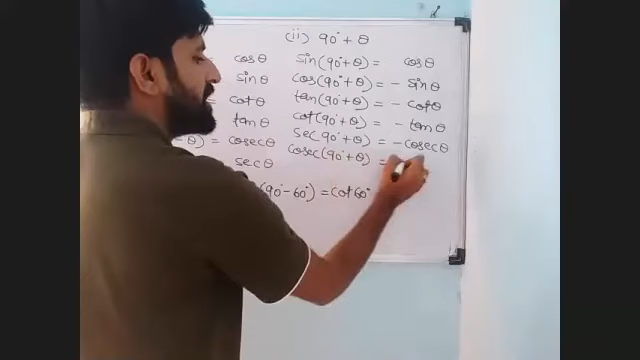 (ii) 90° + θ
cosθ sin(90°+θ) = cosθ
sinθ cos(90°+θ) = - sinθ
= cotθ tan(90°+θ) = - cotθ
tanθ cot(90°+θ) = - tanθ
-θ) = cosecθ sec(90°+θ) = -cosecθ
secθ cosec(90°+θ) =
(90°-60°) = cot60°